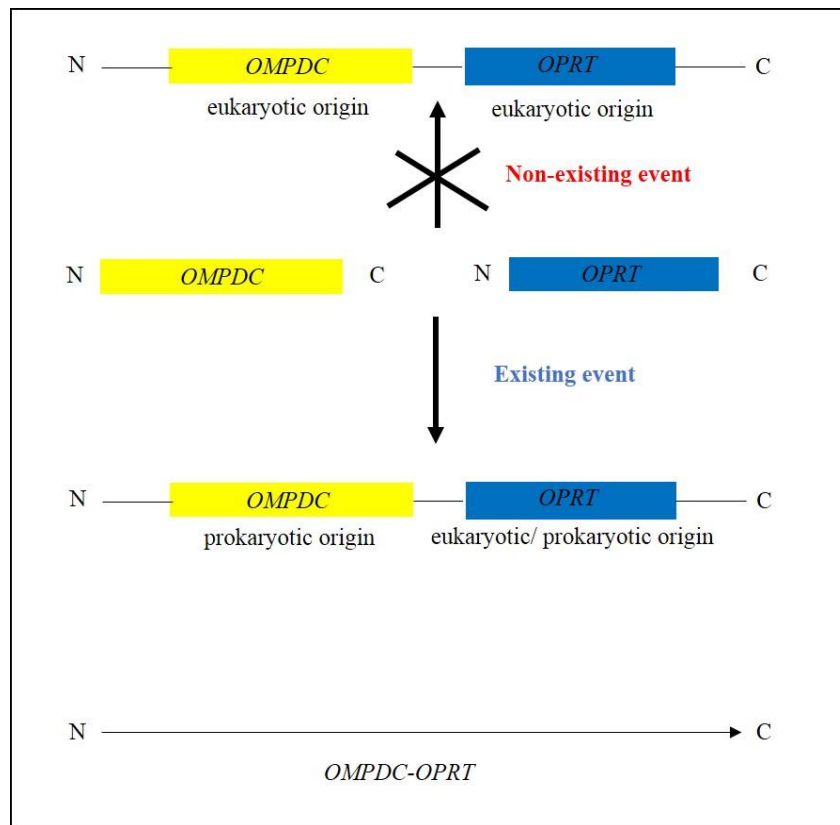 N OMPDC OPRT C
eukaryotic origin eukaryotic origin
Non-existing event
N OMPDC C N OPRT C
Existing event
N OMPDC OPRT C
prokaryotic origin eukaryotic/ prokaryotic origin
N C
OMPDC-OPRT